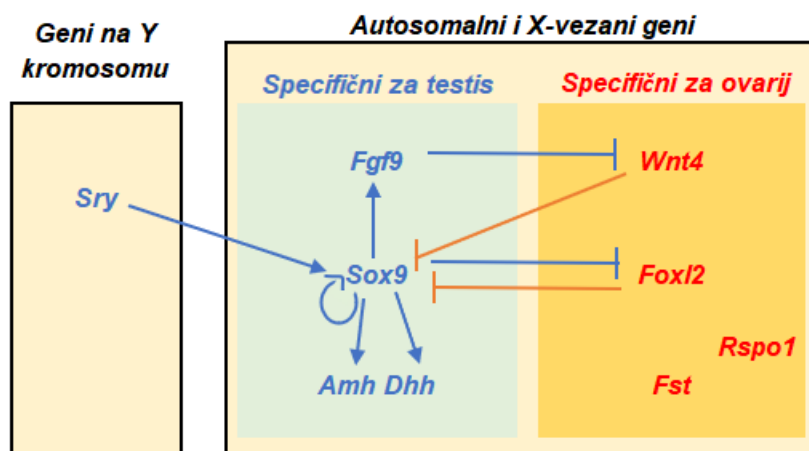 Geni na Y
kromosomu
Autosomalni i X-vezani geni
Specifični za testis
Specifični za ovarij
Fgf9
Wnt4
Sry
Sox9
Foxl2
Rspo1
Amh Dhh
Fst